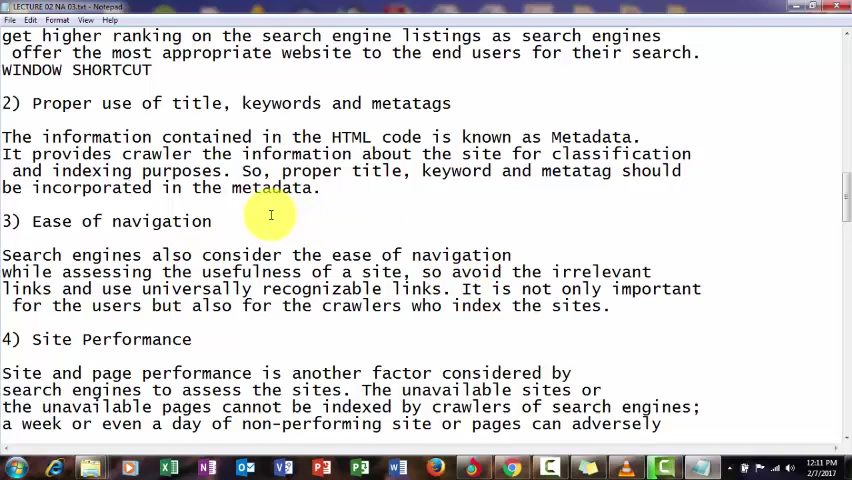 LECTURE 02 NA 03.txt - Notepad
File Edit Format View Help
get higher ranking on the search engine listings as search engines
offer the most appropriate website to the end users for their search.
WINDOW SHORTCUT
2) Proper use of title, keywords and metatags
The information contained in the HTML code is known as Metadata.
It provides crawler the information about the site for classification
and indexing purposes. So, proper title, keyword and metatag should
be incorporated in the metadata.
3) Ease of navigation
Search engines also consider the ease of navigation
while assessing the usefulness of a site, so avoid the irrelevant
links and use universally recognizable links. It is not only important
for the users but also for the crawlers who index the sites.
4) Site Performance
Site and page performance is another factor considered by
search engines to assess the sites. The unavailable sites or
the unavailable pages cannot be indexed by crawlers of search engines;
a week or even a day of non-performing site or pages can adversely
12:11 PM
2/7/2017